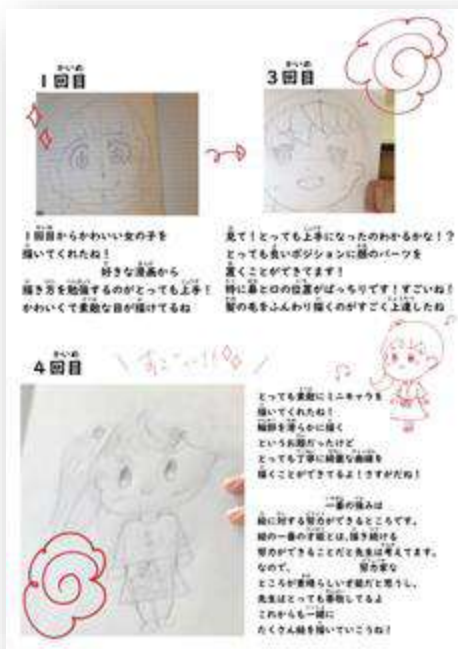 かいめ
1回目
かいめ
3回目
1回目からかわいい女の子を
描いてくれたね!
好きな漫画から
描き方を勉強するのがとっても上手!
かわいくて素敵な目が描けてるね
見て!とっても上手になったのわかるかな!?
とっても良いポジションに顔のパーツを
置くことができてます!
特に鼻と口の位置がばっちりです!すごいね!
髪の毛をふんわり描くのがすごく上達したね
かいめ
4回目
とっても素敵にミニキャラを
描いてくれたね!
輪郭を滑らかに描く
というお題だったけど
とっても丁寧に綺麗な曲線を
描くことができてるよ!さすがだね!
一番の強みは
絵に対する努力ができるところです。
絵の一番の才能とは、描き続ける
努力ができることだと先生は考えてます。
なので、 努力家な
ところが素晴らしい才能だと思うし、
先生はとっても尊敬してるよ
これからも一緒に
たくさん絵を描いていこうね!